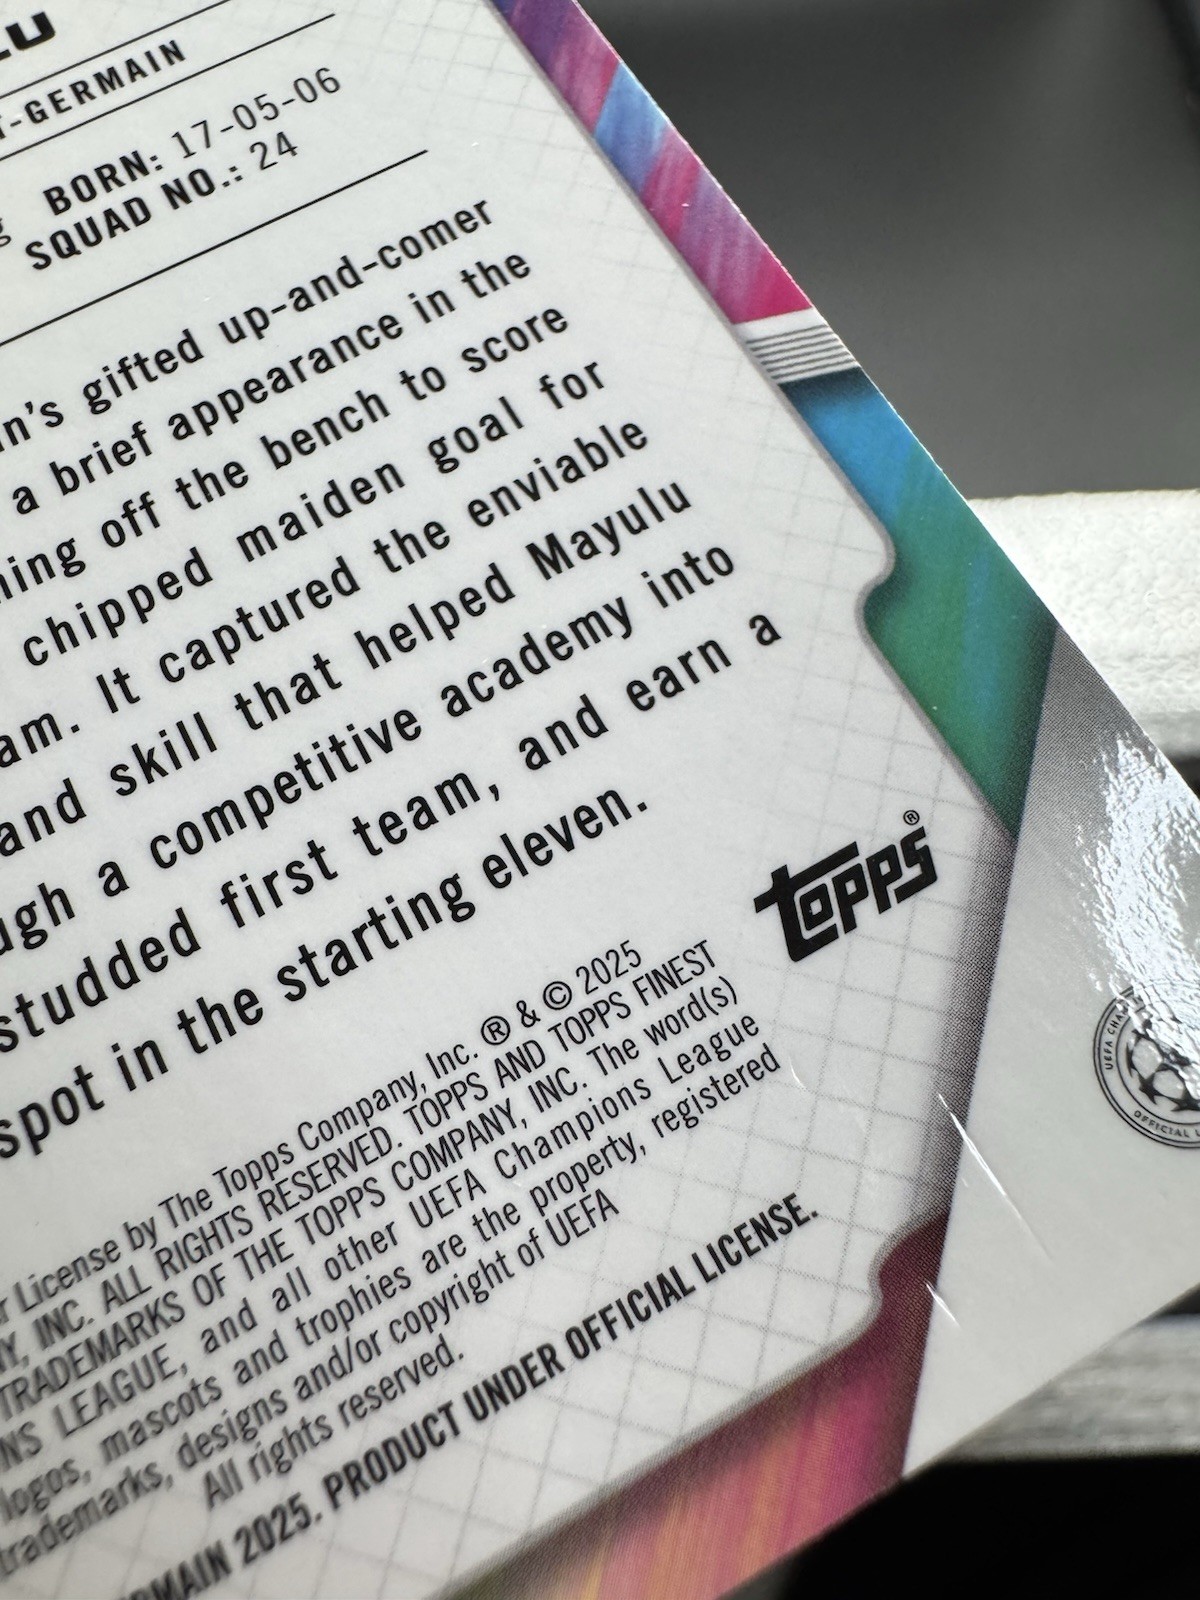 T-GERMAIN
BORN: 17-05-06
SQUAD NO.: 24
n's gifted up-and-comer
a brief appearance in the
ning off the bench to score
chipped maiden goal for
am. It captured the enviable
and skill that helped Mayulu
ugh a competitive academy into
studded first team, and earn a
spot in the starting eleven.
topps®
License by The Topps Company, Inc. ® & © 2025
NY, INC. ALL RIGHTS RESERVED. TOPPS AND TOPPS FINEST
TRADEMARKS OF THE TOPPS COMPANY, INC. The word(s)
NS LEAGUE, and all other UEFA Champions League
logos, mascots and trophies are the property, registered
trademarks, designs and/or copyright of UEFA
All rights reserved.
RMAIN 2025. PRODUCT UNDER OFFICIAL LICENSE.
UEFA CHA
OFFICIAL L